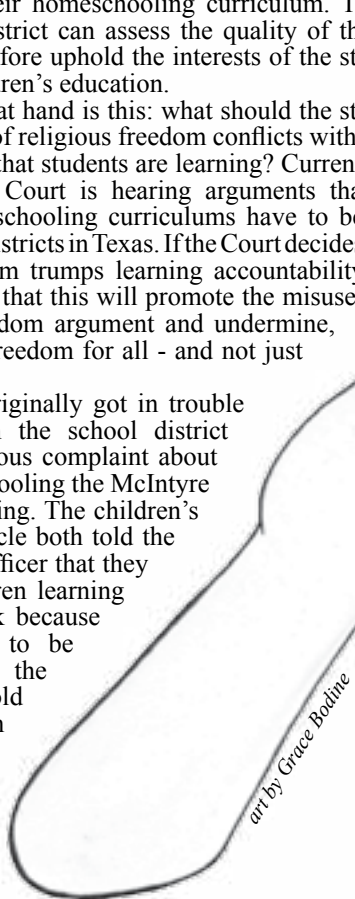 eir homeschooling curriculum. T
strict can assess the quality of th
fore uphold the interests of the st
ren's education.
at hand is this: what should the st
of religious freedom conflicts with
that students are learning? Curren
Court is hearing arguments tha
schooling curriculums have to be
istricts in Texas. If the Court decides
m trumps learning accountability
that this will promote the misuse
dom argument and undermine,
reedom for all - and not just
riginally got in trouble
n the school district
ous complaint about
ooling the McIntyre
ing. The children's
cle both told the
fficer that they
ren learning
k because
to be
the
old
n
art by Grace Bodine